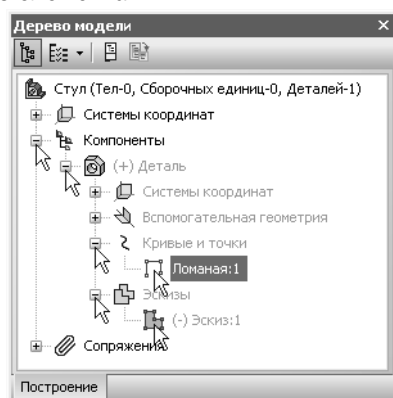 Дерево модели
Стул (Тел-0, Сборочных единиц-0, Деталей-1)
Системы координат
Компоненты
(+) Деталь
Системы координат
Вспомогательная геометрия
Кривые и точки
Ломаная:1
Эскизы
(-) Эскиз:1
Сопряжения
Построение